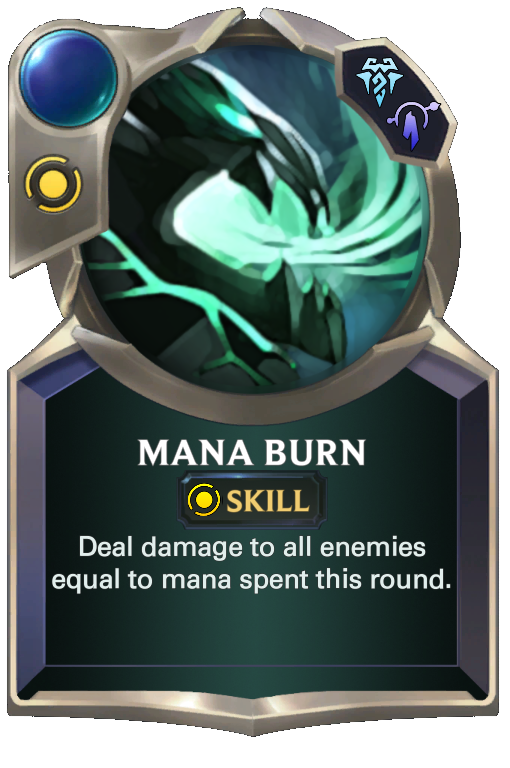 MANA BURN
SKILL
Deal damage to all enemies
equal to mana spent this round.